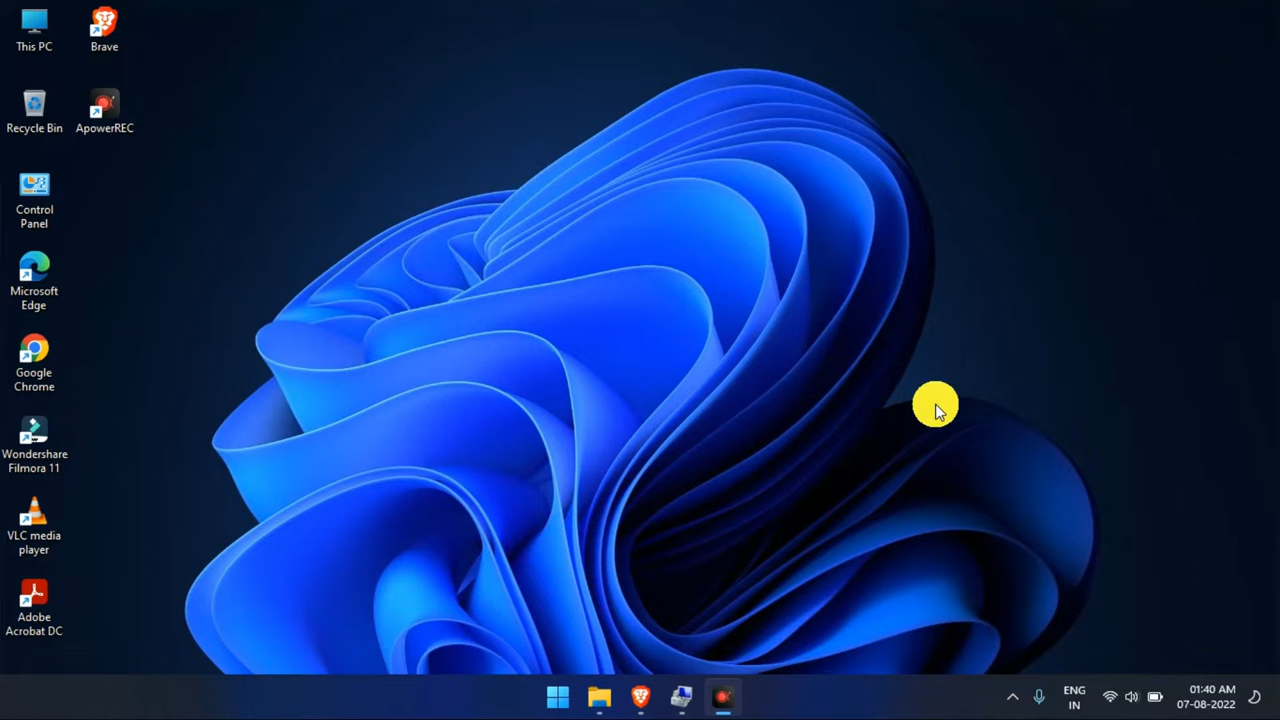 This PC
Brave
Recycle Bin
ApowerREC
Control
Panel
Microsoft
Edge
Google
Chrome
Wondershare
Filmora 11
VLC media
player
Adobe
Acrobat DC
ENG
IN
01:40 AM
07-08-2022